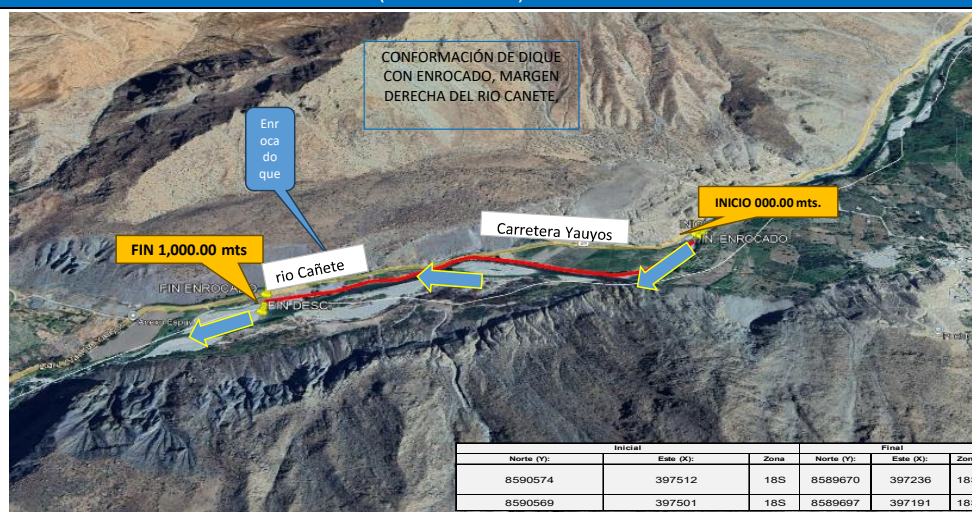 CONFORMACIÓN DE DIQUE
CON ENROCADO, MARGEN
DERECHA DEL RIO CANETE,
Enr
oca
do
que
INICIO 000.00 mts.
Carretera Yauyos
ENROCADO
FIN 1,000.00 mts
rio Cañete
FIN ENROCADO
FIN DESC
Inicial Final
Norte (Y): Este (X): Zona Norte (Y): Este (X):
8590574 397512 18S 8589670 397236
8590569 397501 18S 8589697 397191